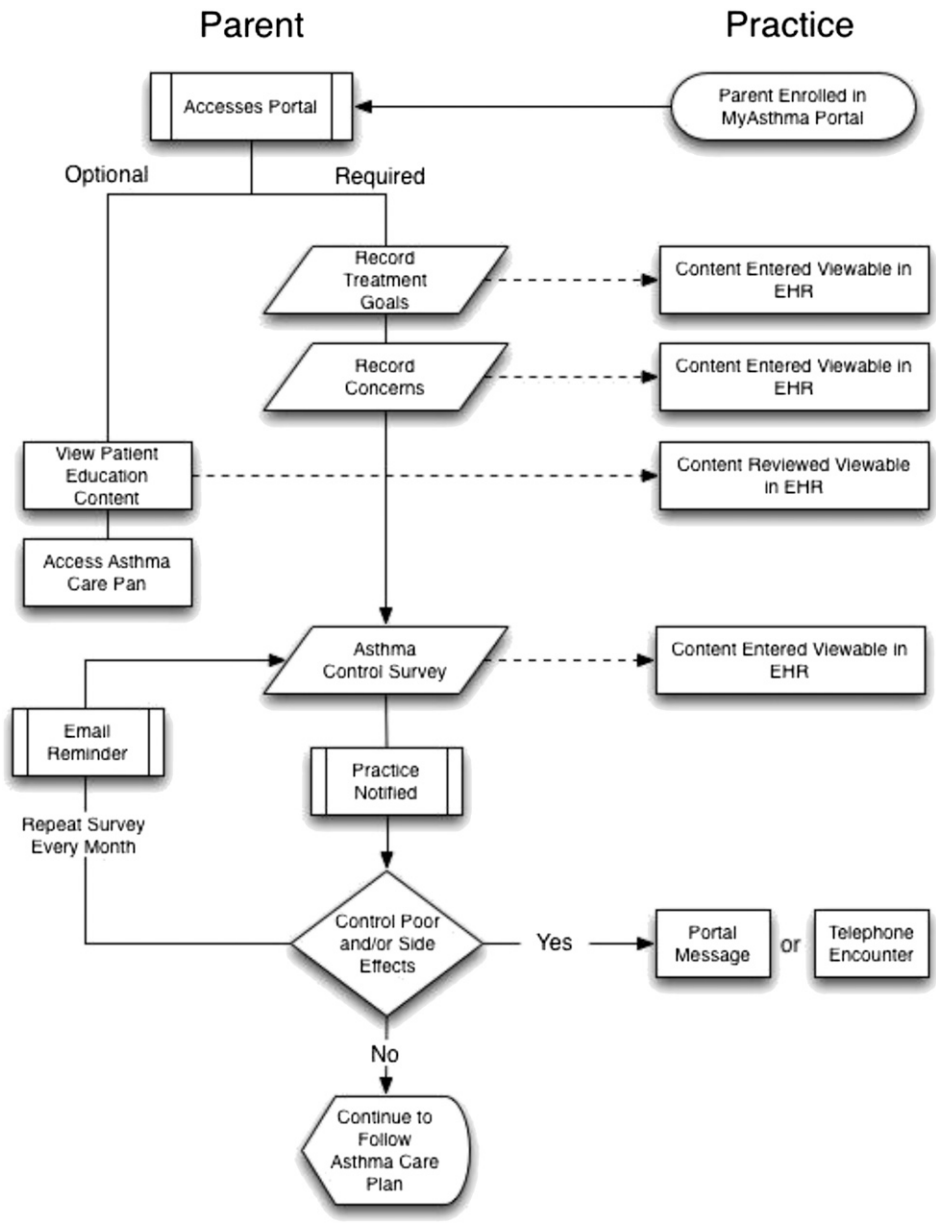 Parent
Practice
Accesses Portal
Parent Enrolled in
MyAsthma Portal
Optional
Required
Record
Treatment
Goals
Content Entered Viewable in
EHR
Record
Concerns
Content Entered Viewable in
EHR
View Patient
Education
Content
Content Reviewed Viewable
in EHR
Access Asthma
Care Pan
Asthma
Control Survey
Content Entered Viewable in
EHR
Email
Reminder
Practice
Notified
Repeat Survey
Every Month
Control Poor
and/or Side
Effects
Yes
Portal
Message
or
Telephone
Encounter
No
Continue to
Follow
Asthma Care
Plan